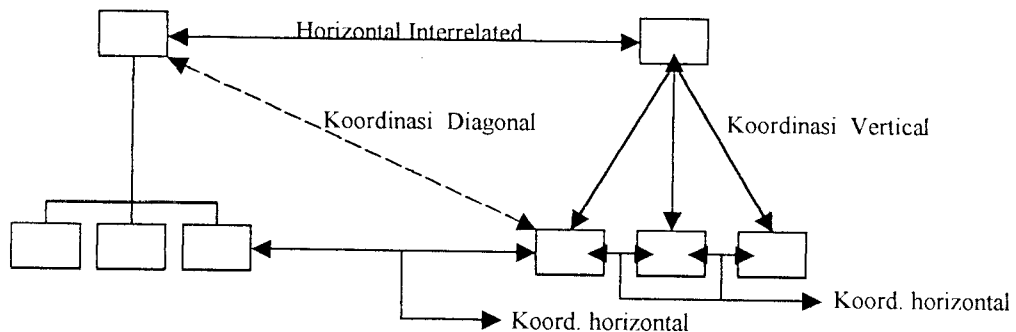 Horizontal Interrelated
Koordinasi Diagonal
Koordinasi Vertical
Koord. horizontal
Koord. horizontal